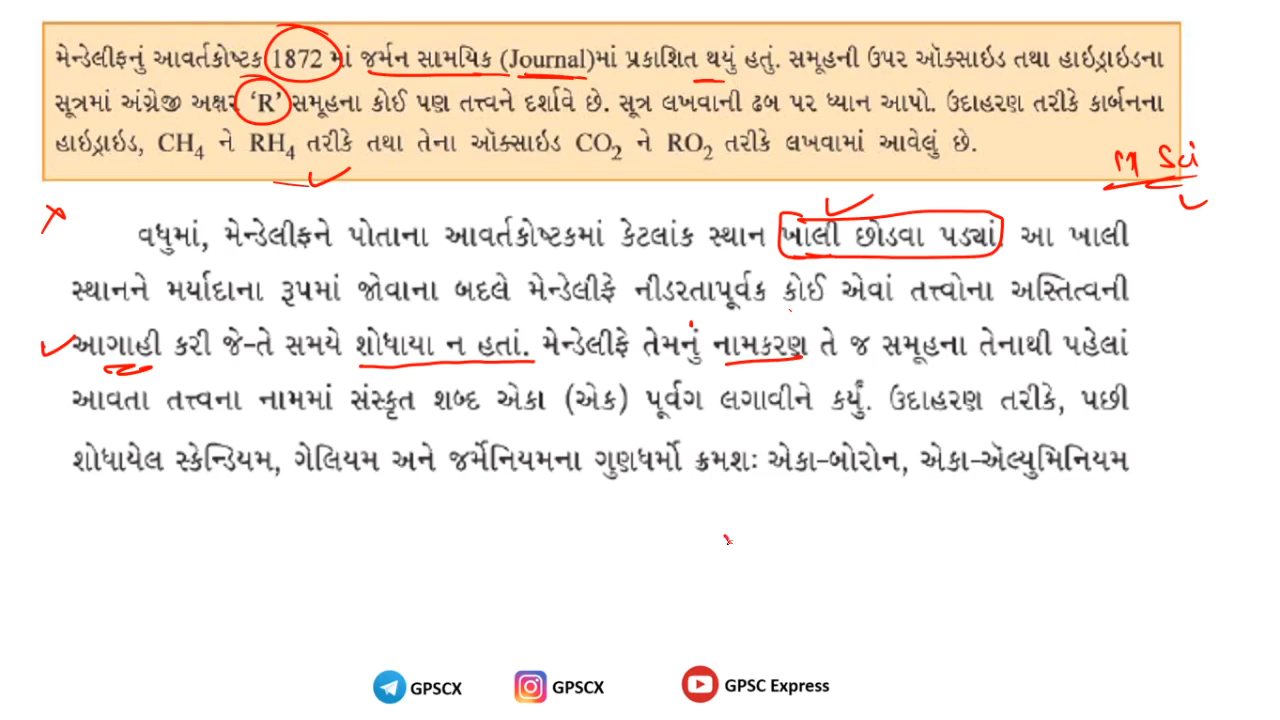 મેન્ડેલીફનું આવર્તકોષ્ટક 1872 માં જર્મન સામયિક (Journal)માં પ્રકાશિત થયું હતું. સમૂહની ઉપર ઑક્સાઇડ તથા હાઇડ્રાઇડના
સૂત્રમાં અંગ્રેજી અક્ષર ‘R’ સમૂહના કોઈ પણ તત્ત્વને દર્શાવે છે. સૂત્ર લખવાની ઢબ પર ધ્યાન આપો. ઉદાહરણ તરીકે કાર્બનના
હાઇડ્રાઇડ, CH₄ ને RH₄ તરીકે તથા તેના ઑક્સાઇડ CO₂ ને RO₂ તરીકે લખવામાં આવેલું છે.
M Sci
વધુમાં, મેન્ડેલીફને પોતાના આવર્તકોષ્ટકમાં કેટલાંક સ્થાન ખાલી છોડવા પડ્યાં. આ ખાલી
સ્થાનને મર્યાદાના રૂપમાં જોવાના બદલે મેન્ડેલીફે નીડરતાપૂર્વક કોઈ એવાં તત્ત્વોના અસ્તિત્વની
આગાહી કરી જે-તે સમયે શોધાયા ન હતાં. મેન્ડેલીફે તેમનું નામકરણ તે જ સમૂહના તેનાથી પહેલાં
આવતા તત્ત્વના નામમાં સંસ્કૃત શબ્દ એકા (એક) પૂર્વગ લગાવીને કર્યું. ઉદાહરણ તરીકે, પછી
શોધાયેલ સ્કેન્ડિયમ, ગેલિયમ અને જર્મેનિયમના ગુણધર્મો ક્રમશઃ એકા-બોરોન, એકા-ઍલ્યુમિનિયમ
GPSCX GPSCX GPSC Express